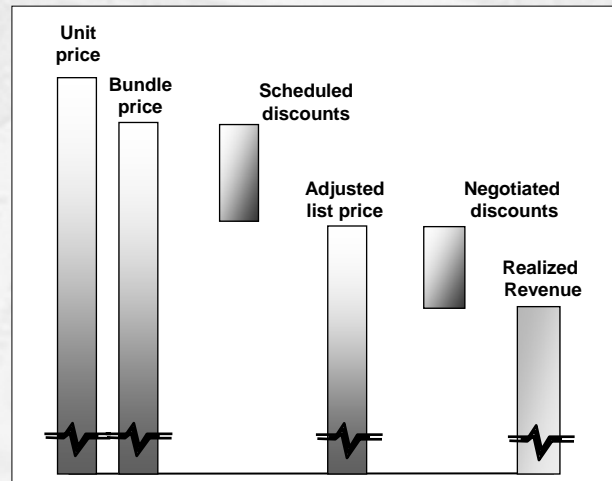 Unit
price
Bundle
price
Scheduled
discounts
Adjusted
list price
Negotiated
discounts
Realized
Revenue